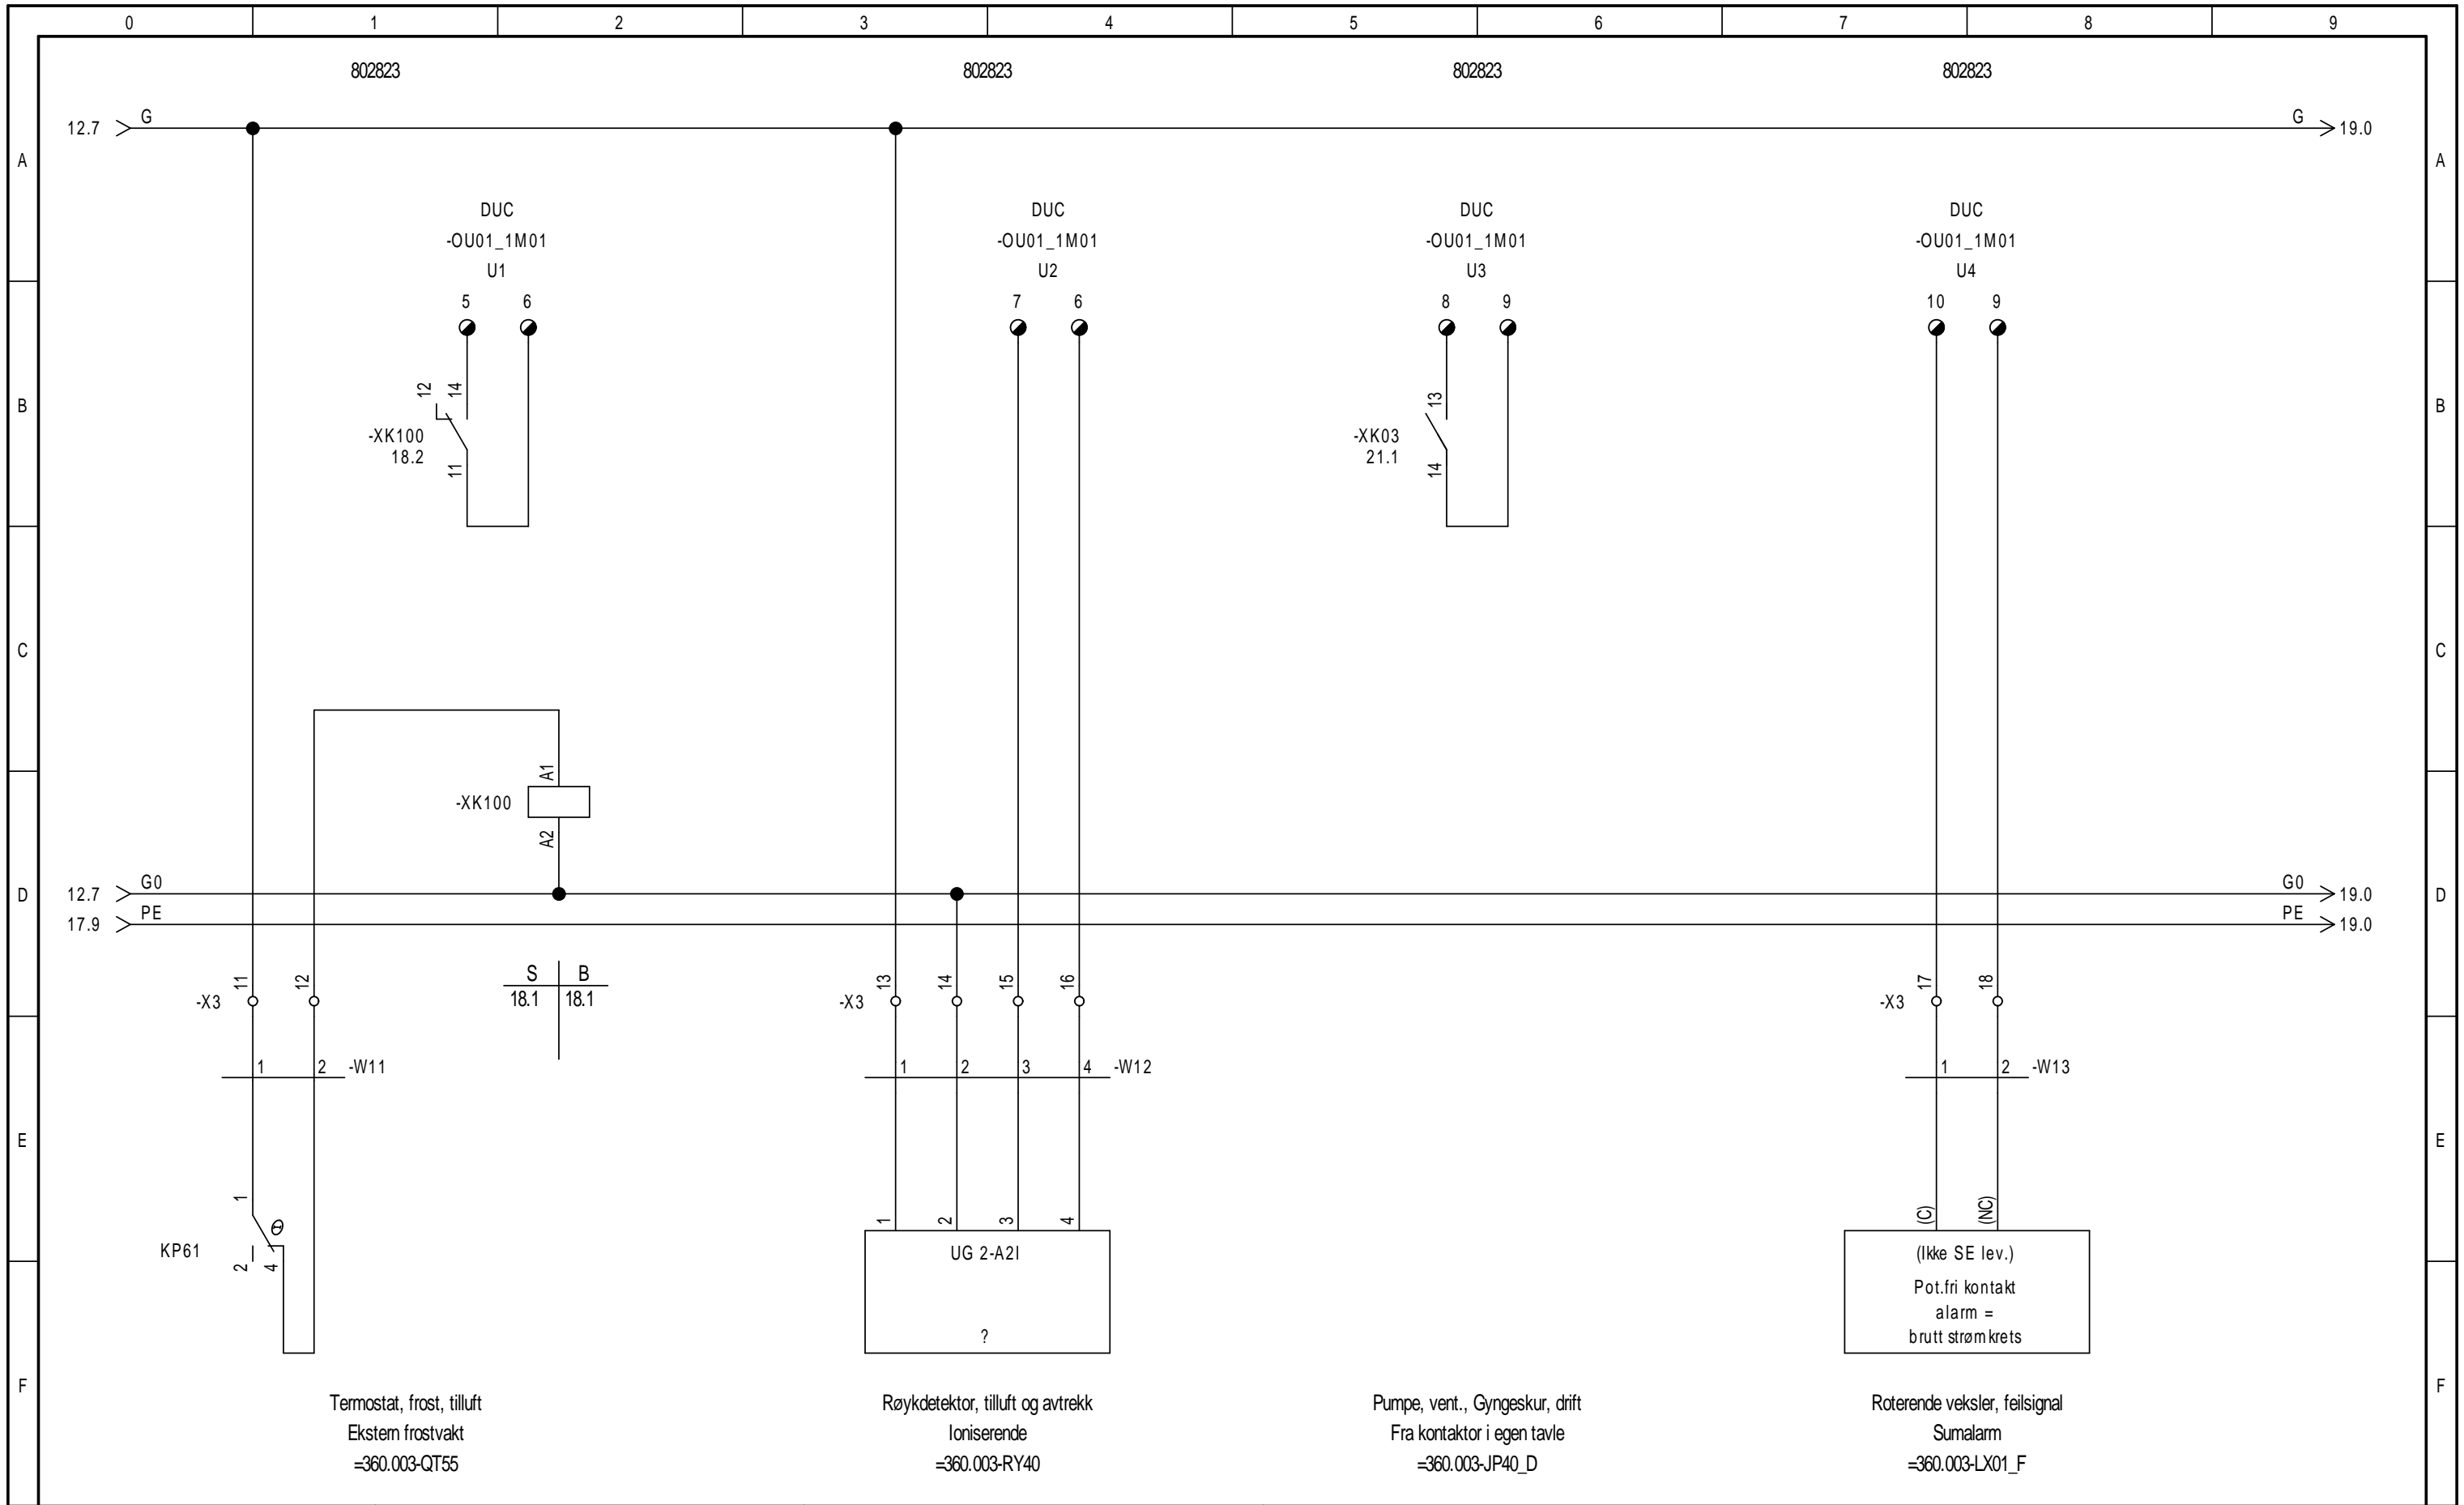 0 1 2 3 4 5 6 7 8 9
802823 802823 802823 802823
12.7 G G 19.0
A A
DUC DUC DUC DUC
-OU01_1M01 -OU01_1M01 -OU01_1M01 -OU01_1M01
U1 U2 U3 U4
5 6 7 6 8 9 10 9
12 14 13
B B
-XK100 -XK03
18.2 21.1
11 14
C C
A1
-XK100
A2
D 12.7 G0 G0 19.0 D
17.9 PE PE 19.0
S B
18.1 18.1
-X3 11 12 -X3 13 14 15 16 -X3 17 18
1 2 -W11 1 2 3 4 -W12 1 2 -W13
E E
1 1 2 3 4 (C) (NC)
θ
KP61 UG 2-A2I (Ikke SE lev.)
2 4
Pot.fri kontakt
alarm =
? brutt strømkrets
F F
Termostat, frost, tilluft
Ekstern frostvakt
=360.003-QT55
Røykdetektor, tilluft og avtrekk
Ioniserende
=360.003-RY40
Pumpe, vent., Gyngeskur, drift
Fra kontaktor i egen tavle
=360.003-JP40_D
Roterende veksler, feilsignal
Sumalarm
=360.003-LX01_F